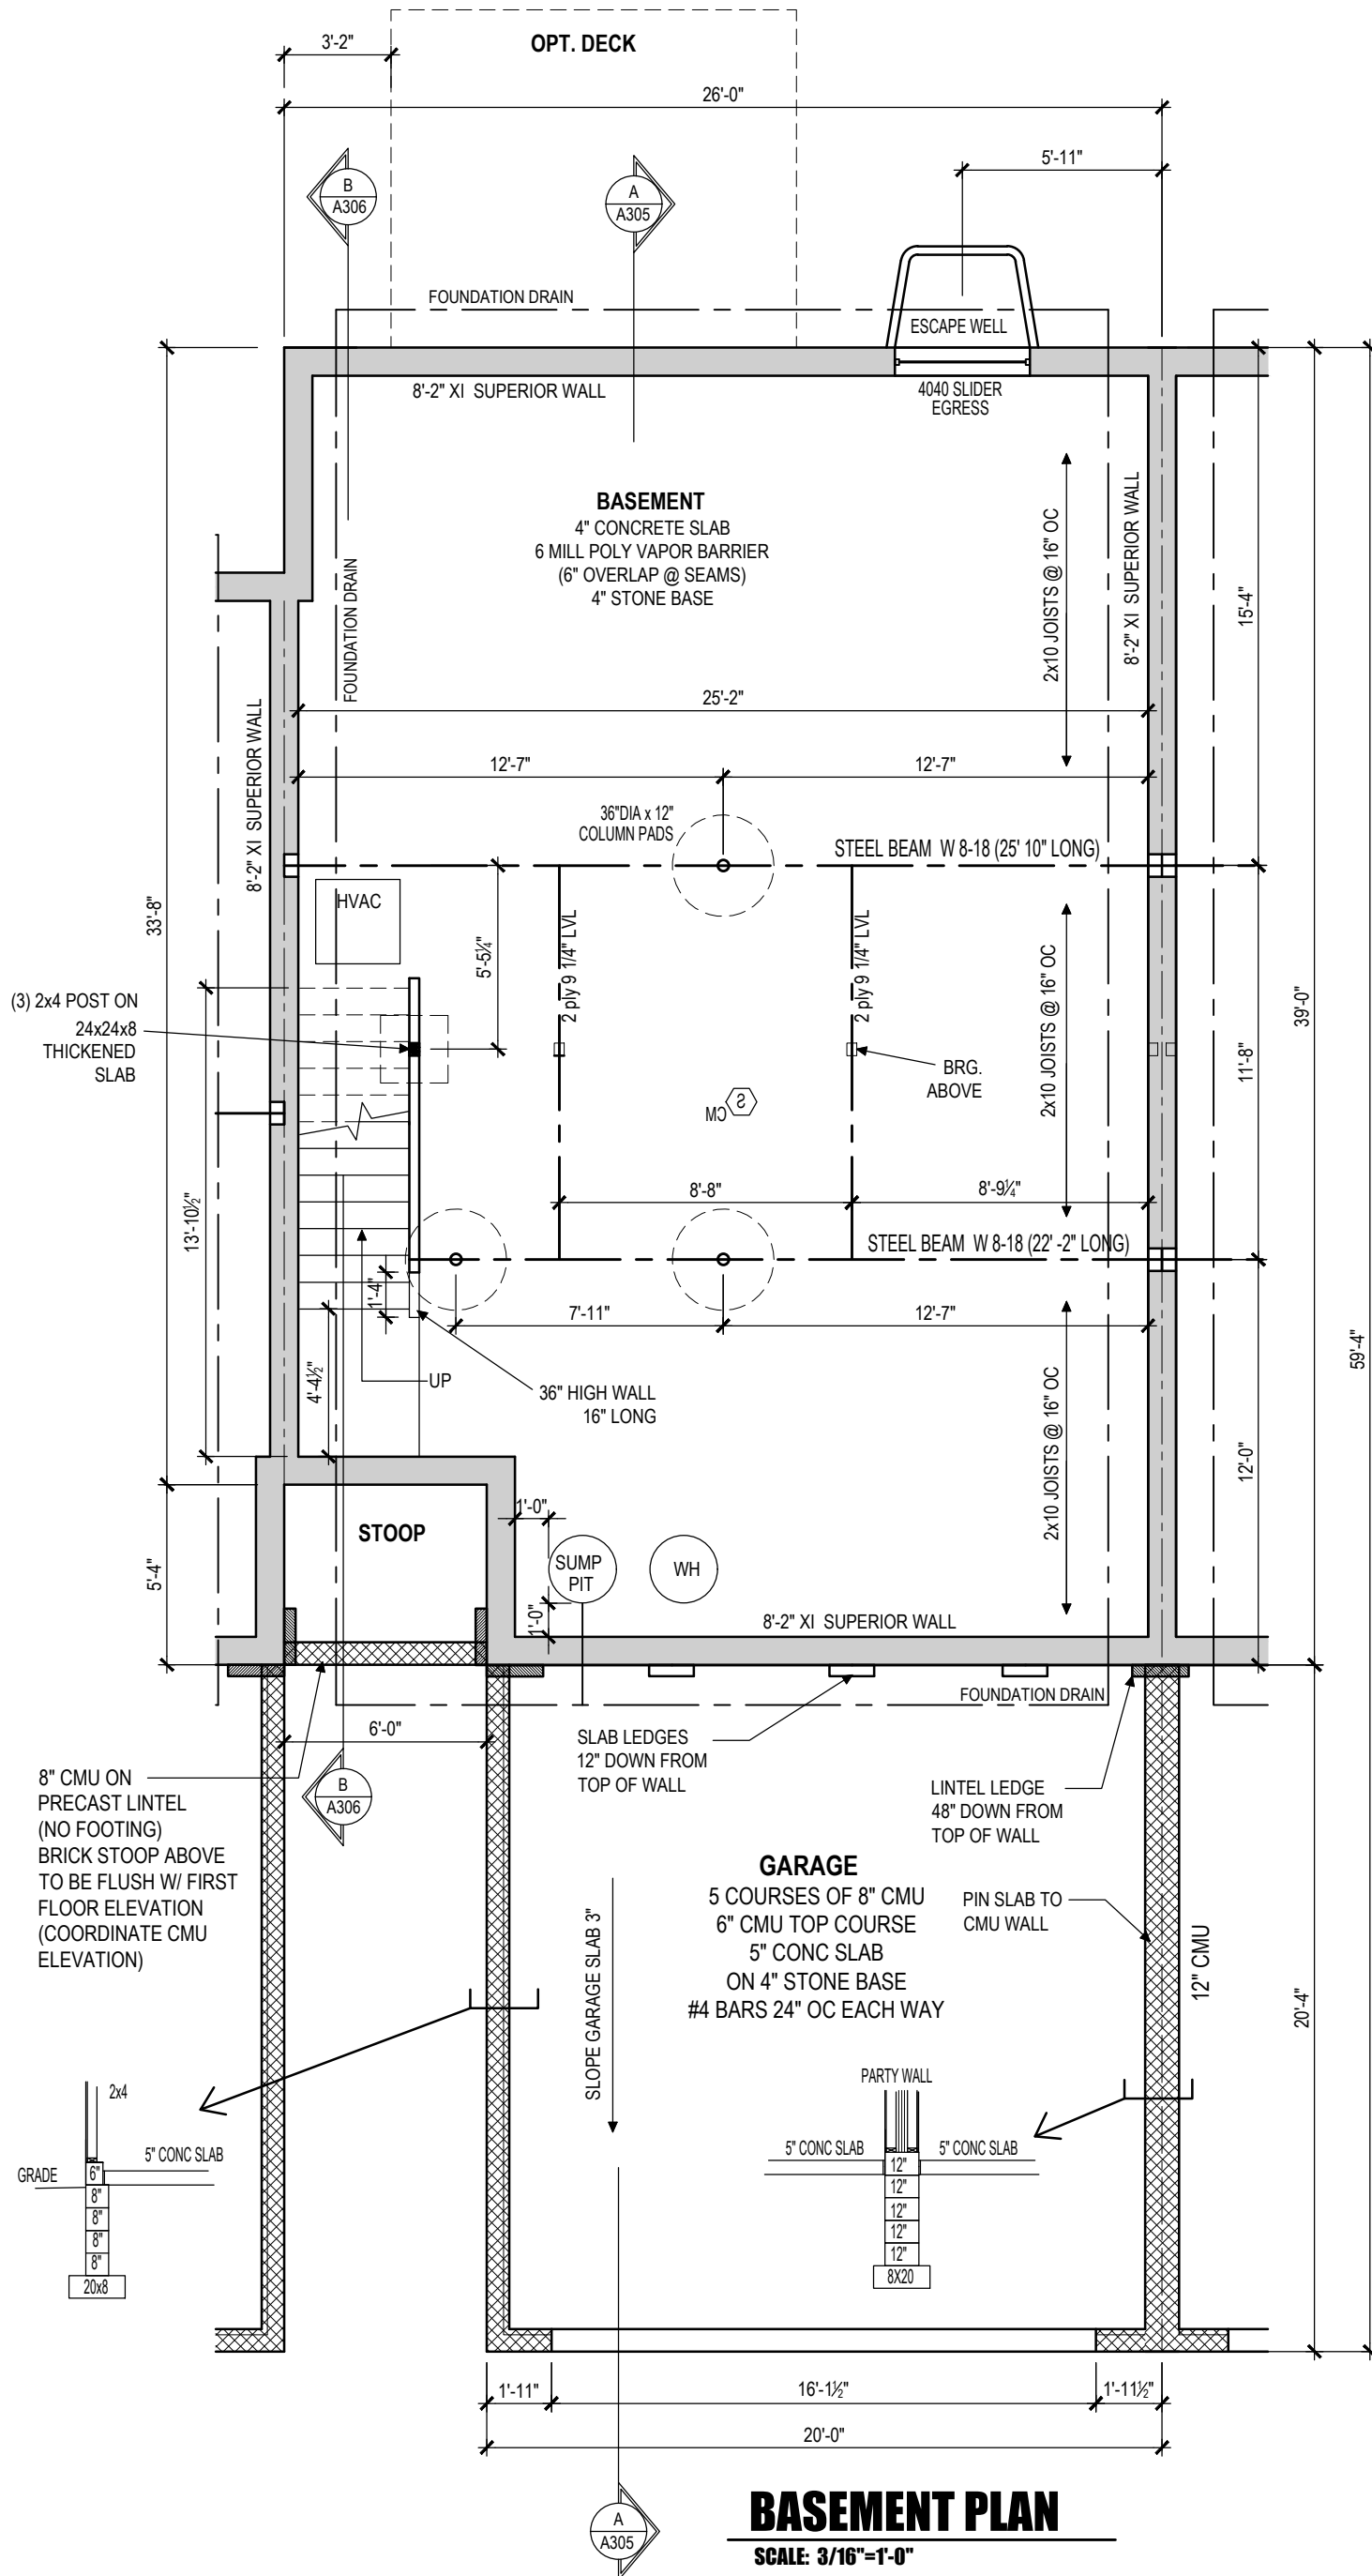 3'-2"
OPT. DECK
26'-0"
5'-11"
B
A306
A
A305
FOUNDATION DRAIN
ESCAPE WELL
8'-2" XI SUPERIOR WALL
4040 SLIDER
EGRESS
BASEMENT
4" CONCRETE SLAB
6 MILL POLY VAPOR BARRIER
(6" OVERLAP @ SEAMS)
4" STONE BASE
2x10 JOISTS @ 16" OC
8'-2" XI SUPERIOR WALL
15'-4"
FOUNDATION DRAIN
25'-2"
8'-2" XI SUPERIOR WALL
12'-7"
12'-7"
36"DIA x 12"
COLUMN PADS
STEEL BEAM W 8-18 (25' 10" LONG)
33'-8"
HVAC
5'-5¼"
2 ply 9 1/4" LVL
2 ply 9 1/4" LVL
2x10 JOISTS @ 16" OC
39'-0"
(3) 2x4 POST ON
24x24x8
THICKENED
SLAB
BRG.
ABOVE
11'-8"
S
CM
13'-10½"
8'-8"
8'-9¼"
STEEL BEAM W 8-18 (22' -2" LONG)
1'-4"
7'-11"
12'-7"
59'-4"
4'-4½"
UP
36" HIGH WALL
16" LONG
2x10 JOISTS @ 16" OC
12'-0"
STOOP
1'-0"
SUMP
PIT
WH
5'-4"
1'-0"
8'-2" XI SUPERIOR WALL
FOUNDATION DRAIN
6'-0"
SLAB LEDGES
12" DOWN FROM
TOP OF WALL
8" CMU ON
PRECAST LINTEL
(NO FOOTING)
BRICK STOOP ABOVE
TO BE FLUSH W/ FIRST
FLOOR ELEVATION
(COORDINATE CMU
ELEVATION)
B
A306
LINTEL LEDGE
48" DOWN FROM
TOP OF WALL
GARAGE
5 COURSES OF 8" CMU
6" CMU TOP COURSE
5" CONC SLAB
ON 4" STONE BASE
#4 BARS 24" OC EACH WAY
PIN SLAB TO
CMU WALL
12" CMU
SLOPE GARAGE SLAB 3"
20'-4"
2x4
5" CONC SLAB
GRADE
6"
8"
8"
8"
8"
20x8
PARTY WALL
5" CONC SLAB
5" CONC SLAB
12"
12"
12"
12"
12"
8X20
1'-11"
16'-1½"
1'-11½"
20'-0"
A
A305
BASEMENT PLAN
SCALE: 3/16"=1'-0"